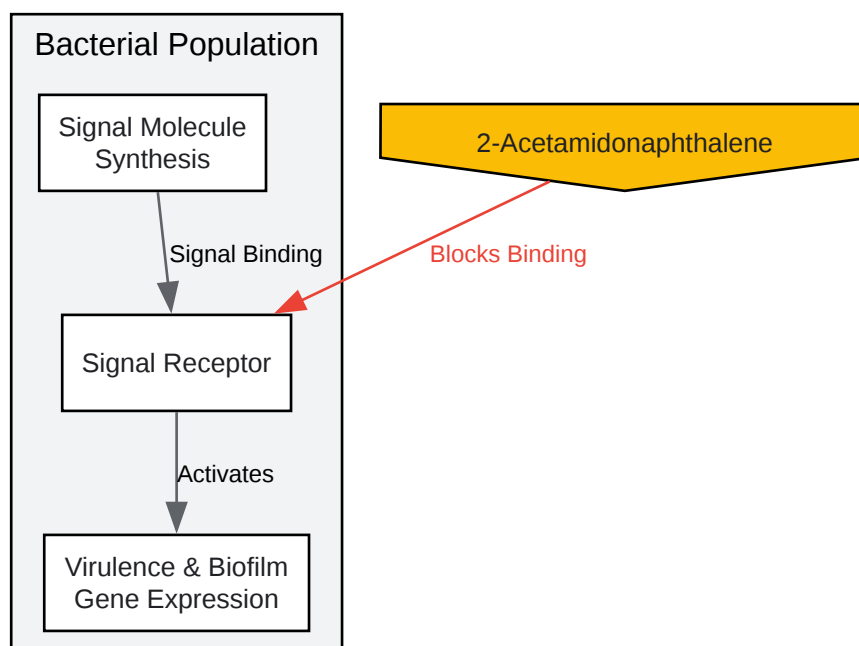 Bacterial Population
Signal Molecule
Synthesis
2-Acetamidonaphthalene
Signal Binding
Blocks Binding
Signal Receptor
Activates
Virulence & Biofilm
Gene Expression